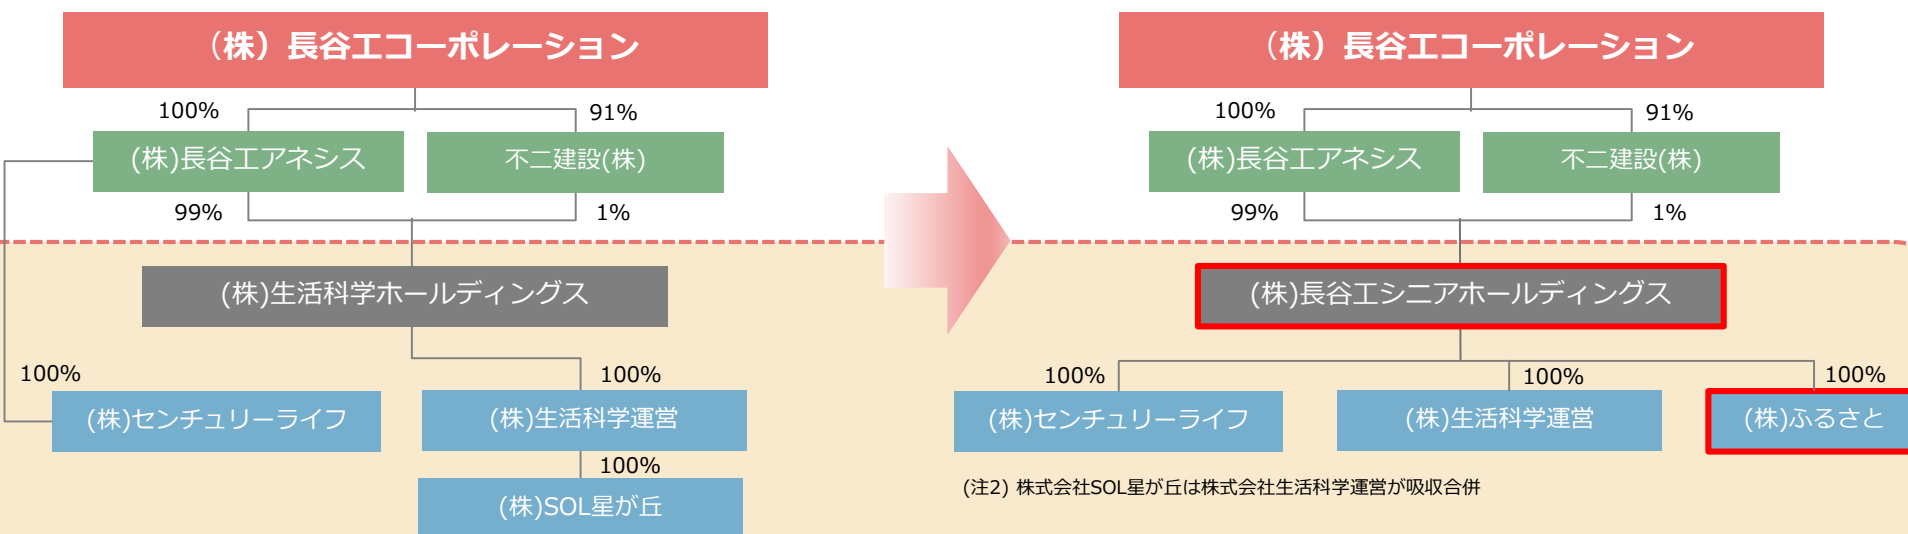 （株）長谷工コーポレーション
100%
91%
(株)長谷工アネシス
不二建設(株)
99%
1%
(株)生活科学ホールディングス
100%
100%
(株)センチュリーライフ
(株)生活科学運営
100%
(株)SOL星が丘
（株）長谷工コーポレーション
100%
91%
(株)長谷工アネシス
不二建設(株)
99%
1%
(株)長谷工シニアホールディングス
100%
100%
100%
(株)センチュリーライフ
(株)生活科学運営
(株)ふるさと
(注2) 株式会社SOL星が丘は株式会社生活科学運営が吸収合併